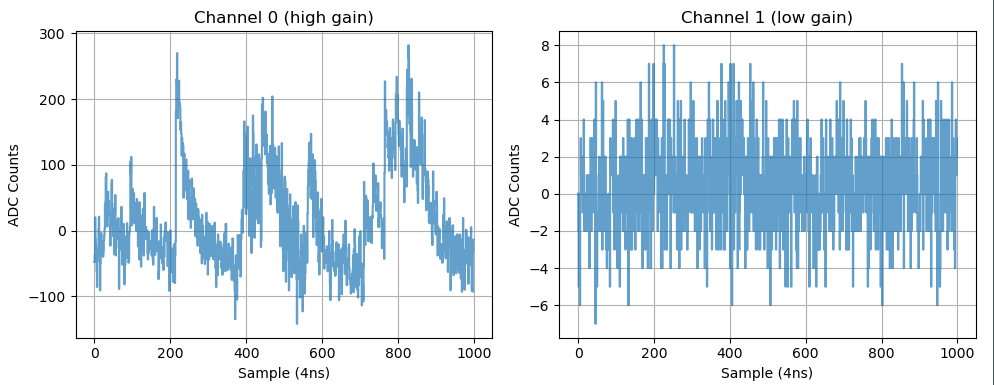 Channel 0 (high gain)
ADC Counts
300
200
100
0
−100
0 200 400 600 800 1000
Sample (4ns)
Channel 1 (low gain)
ADC Counts
8
6
4
2
0
−2
−4
−6
0 200 400 600 800 1000
Sample (4ns)